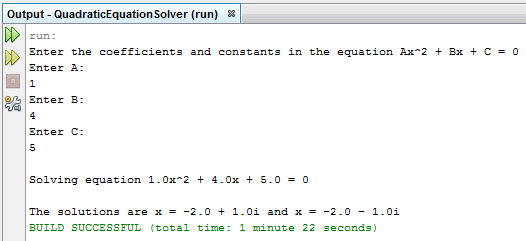 Output - QuadraticEquationSolver (run)
run:
Enter the coefficients and constants in the equation Ax^2 + Bx + C = 0
Enter A:
1
Enter B:
4
Enter C:
5
Solving equation 1.0x^2 + 4.0x + 5.0 = 0
The solutions are x = -2.0 + 1.0i and x = -2.0 - 1.0i
BUILD SUCCESSFUL (total time: 1 minute 22 seconds)